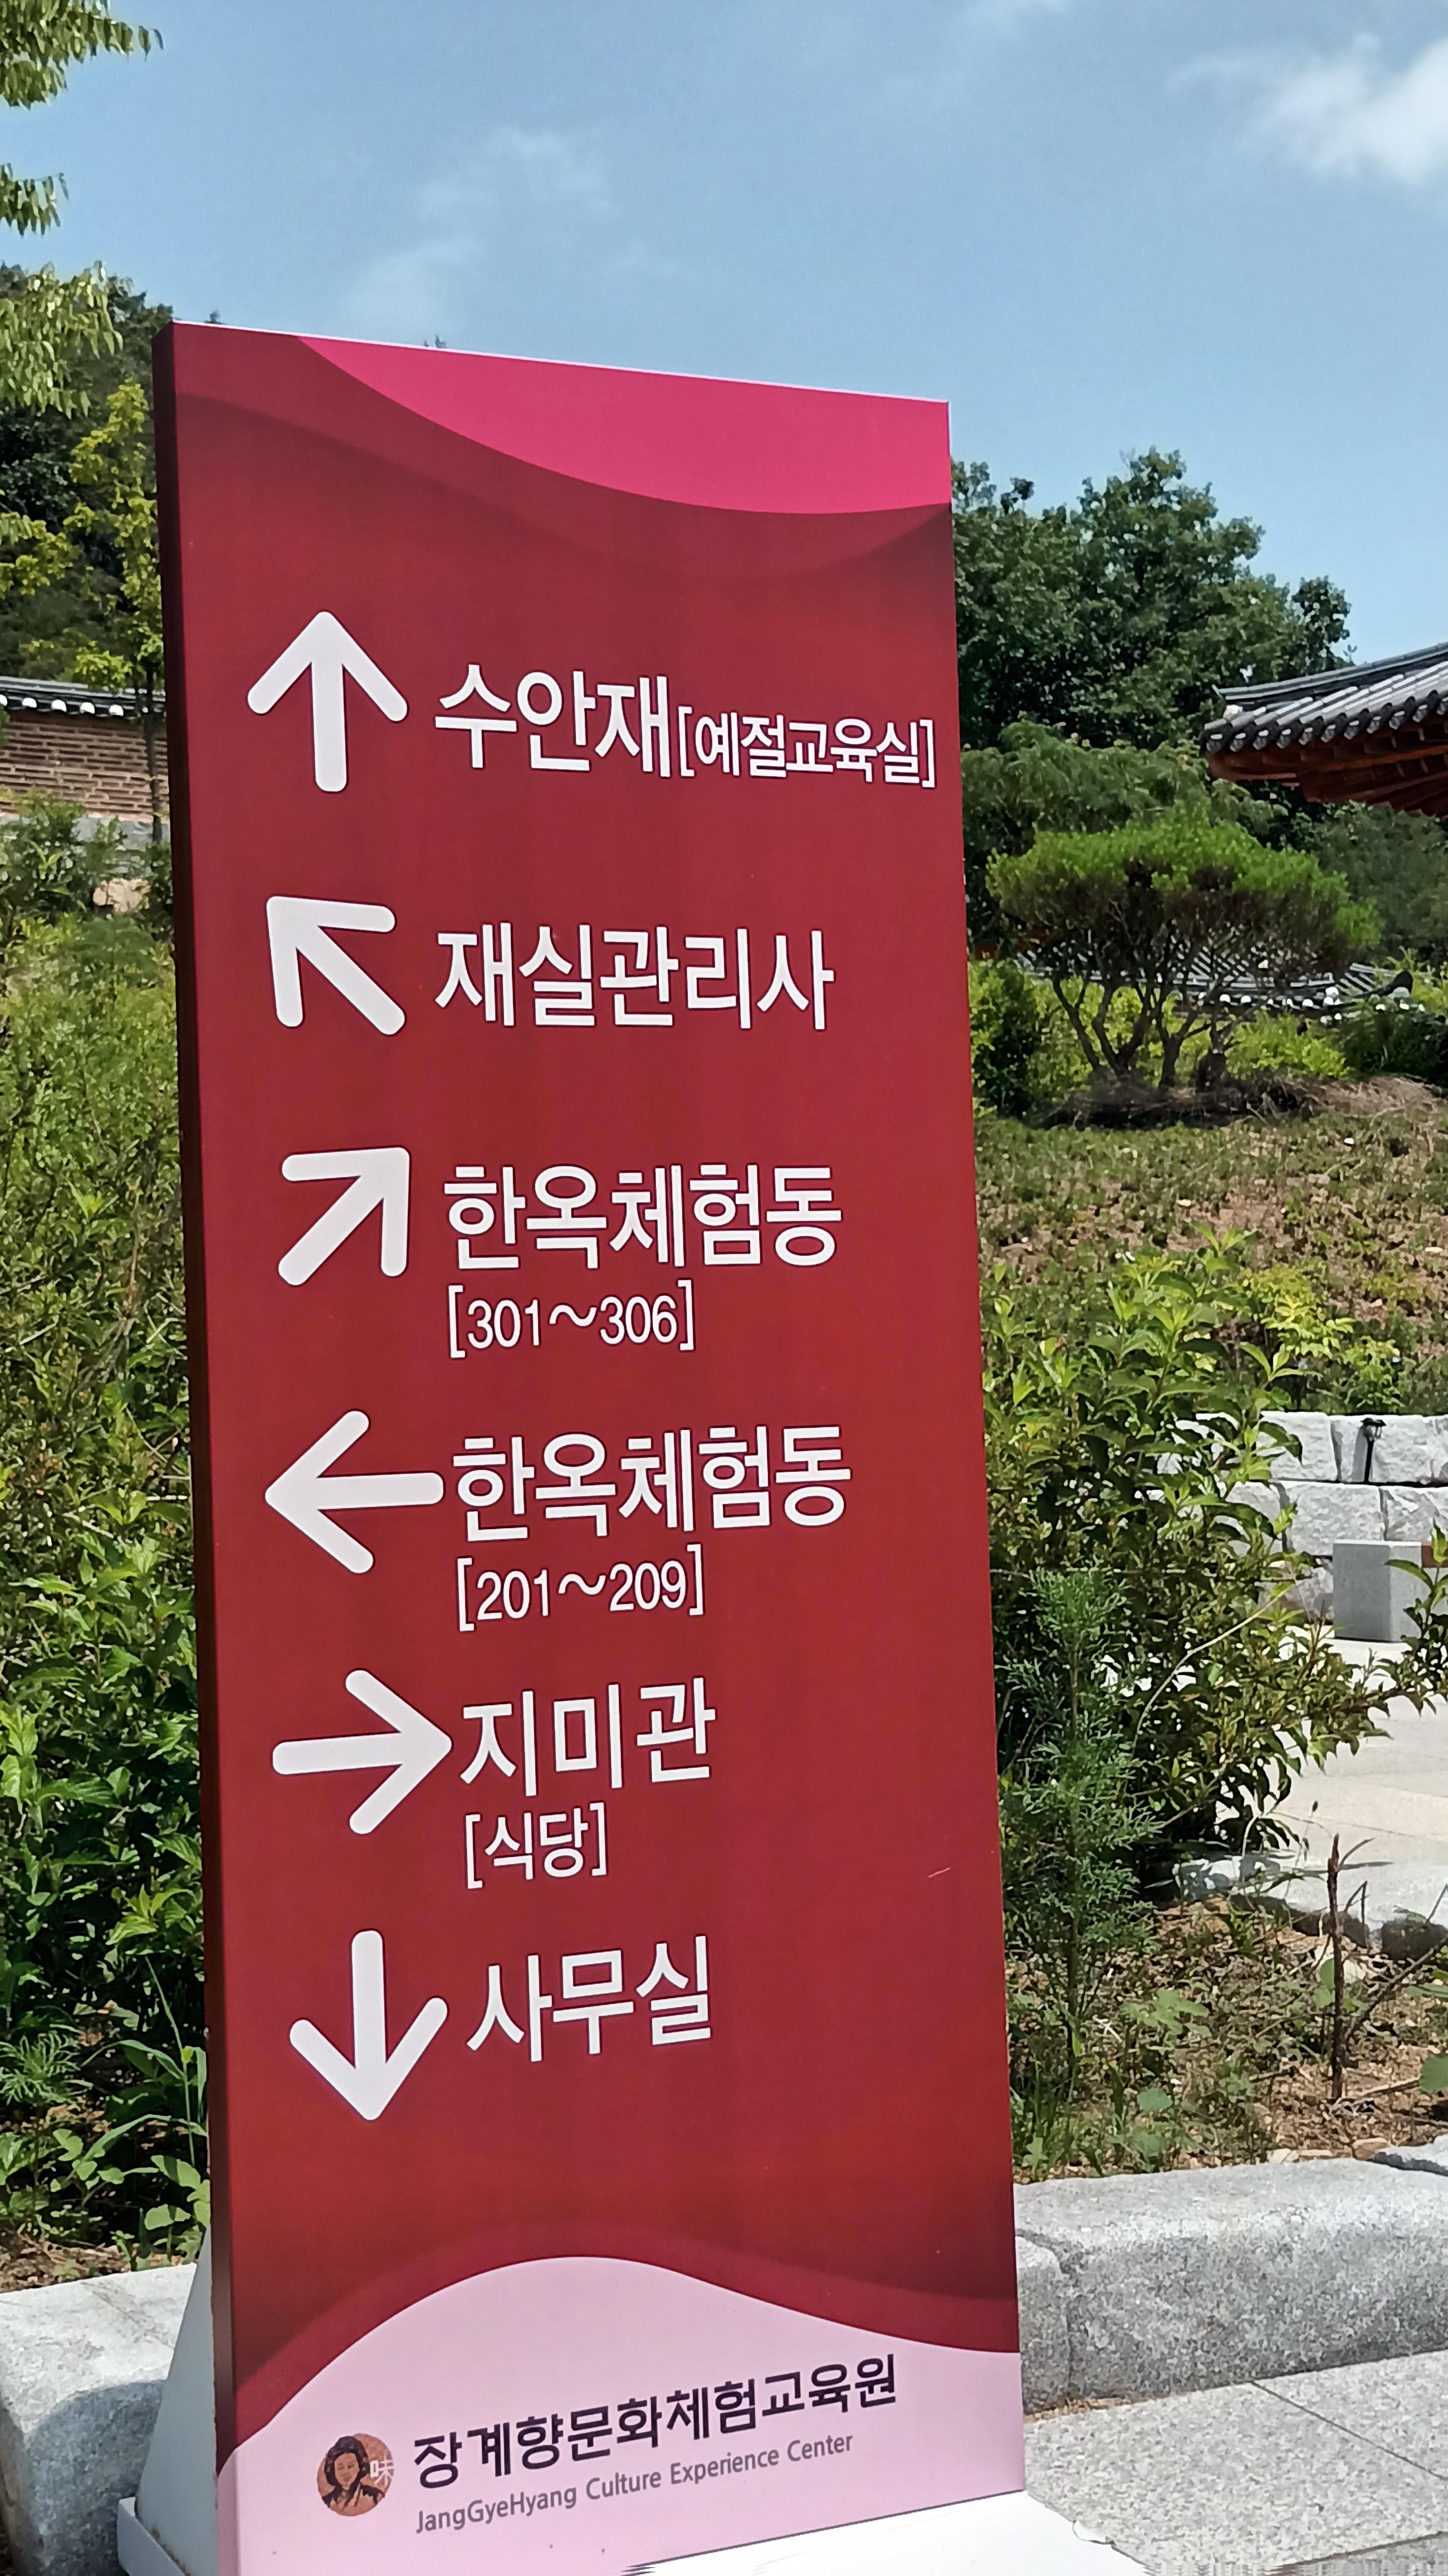 수안재[예절교육실]
재실관리사
한옥체험동
[301~306]
한옥체험동
[201~209]
지미관
[식당]
사무실
味
장계향문화체험교육원
JangGyeHyang Culture Experience Center